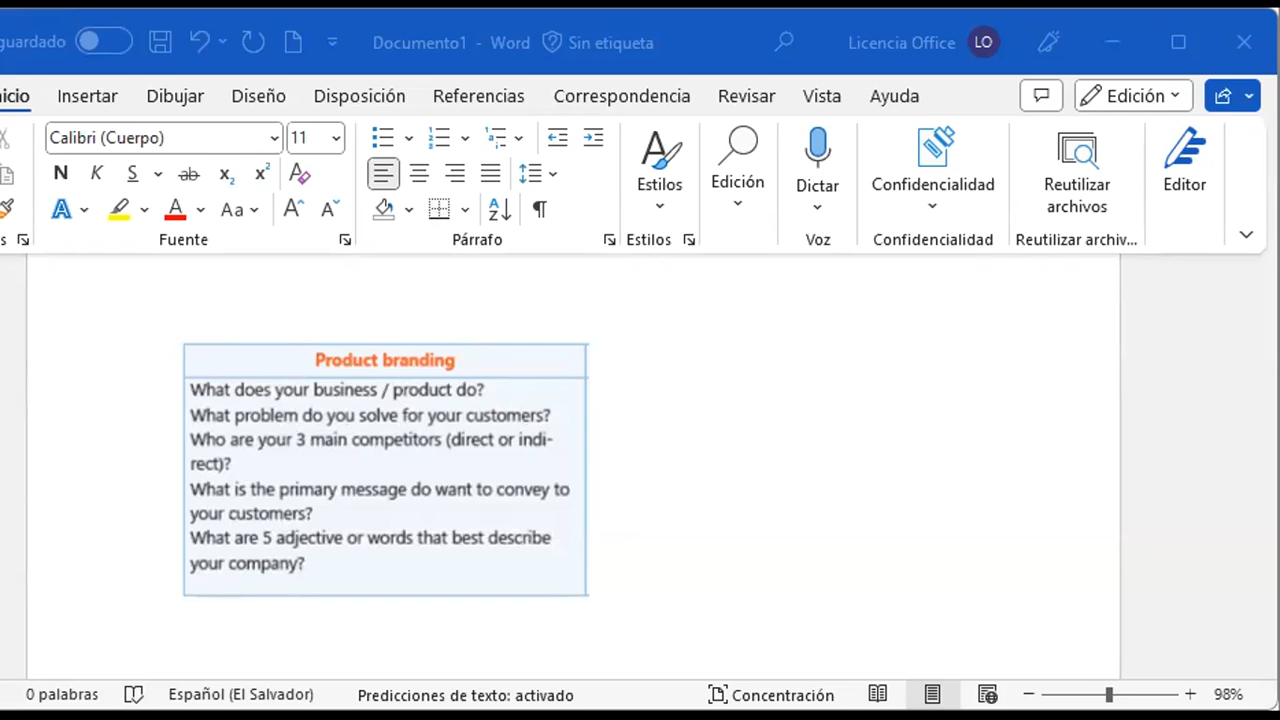 guardado
Documento1 - Word
Sin etiqueta
Licencia Office
LO
Insertar
Dibujar
Diseño
Disposición
Referencias
Correspondencia
Revisar
Vista
Ayuda
Edición
Calibri (Cuerpo)
11
N K S ab x2 x2 A
A A Aa A A
A
Z
Estilos
Edición
Dictar
Confidencialidad
Reutilizar
archivos
Editor
Fuente
Párrafo
Estilos
Voz
Confidencialidad
Reutilizar archiv...
Product branding
What does your business / product do?
What problem do you solve for your customers?
Who are your 3 main competitors (direct or indi-
rect)?
What is the primary message do want to convey to
your customers?
What are 5 adjective or words that best describe
your company?
0 palabras
Español (El Salvador)
Predicciones de texto: activado
Concentración
98%